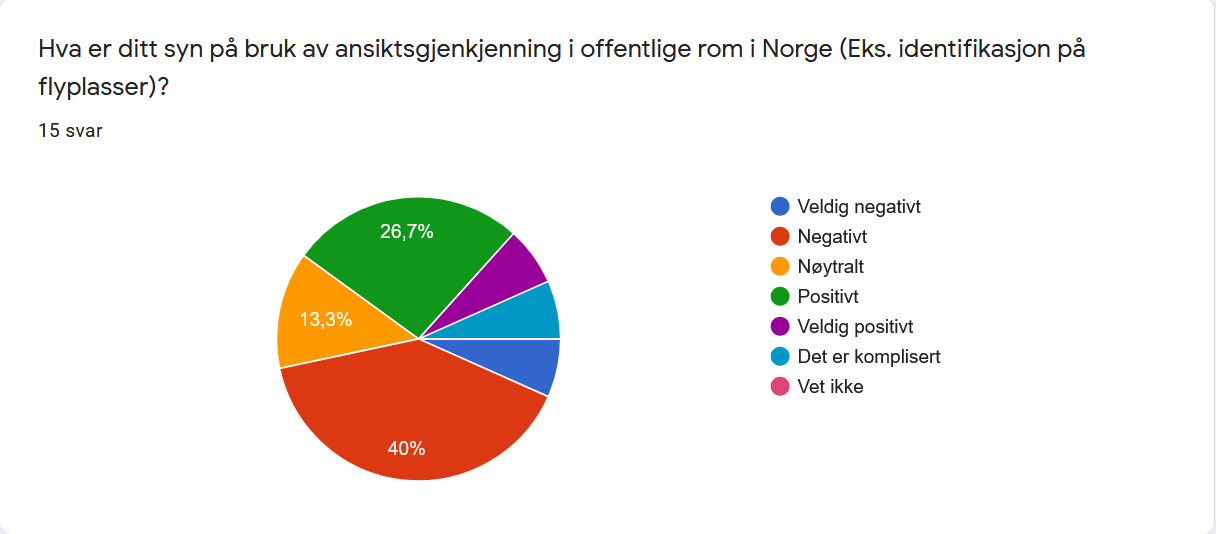 Hva er ditt syn på bruk av ansiktsgjenkjenning i offentlige rom i Norge (Eks. identifikasjon på
flyplasser)?
15 svar
26,7%
13,3%
40%
Veldig negativt
Negativt
Nøytralt
Positivt
Veldig positivt
Det er komplisert
Vet ikke